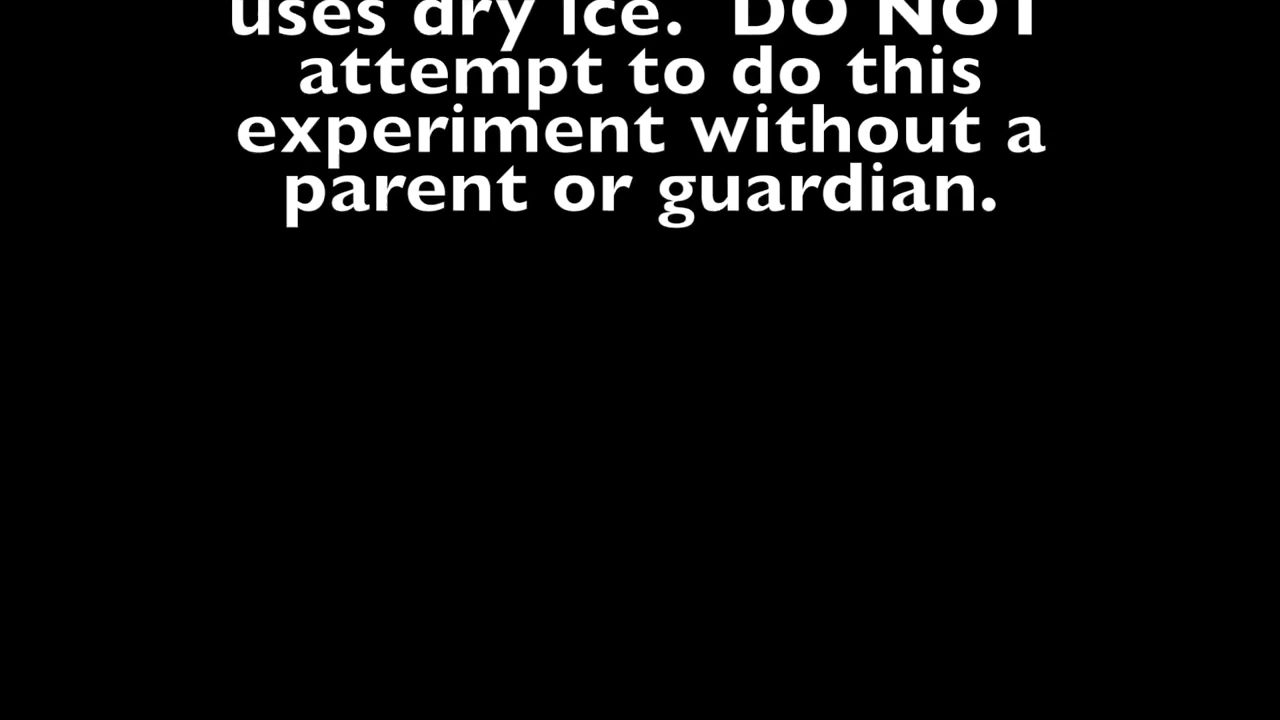 uses dry ice. DO NOT
attempt to do this
experiment without a
parent or guardian.